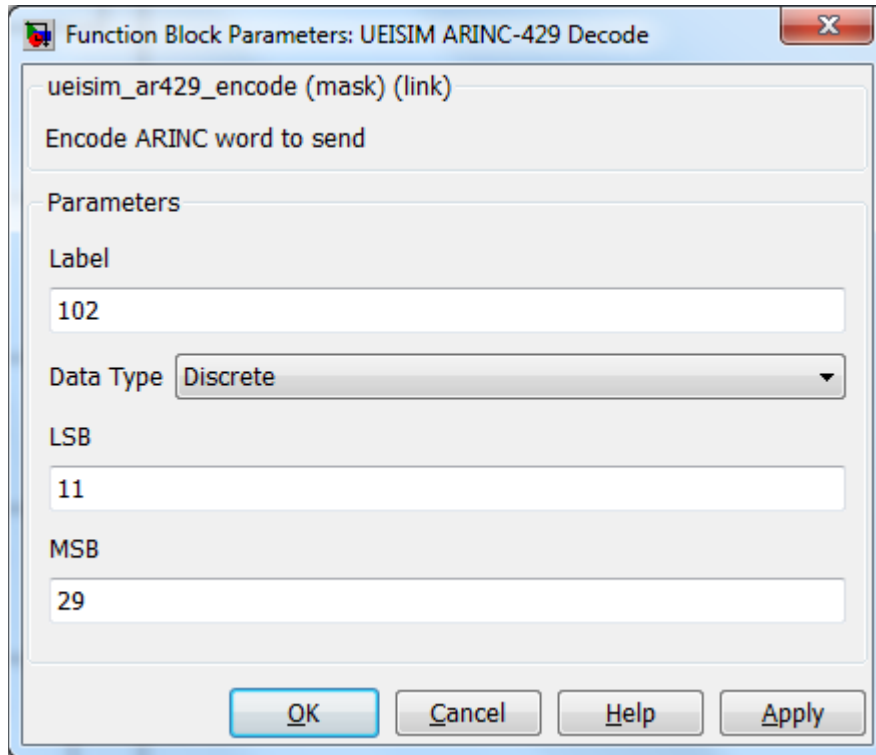 Function Block Parameters: UEISIM ARINC-429 Decode
ueisim_ar429_encode (mask) (link)
Encode ARINC word to send
Parameters
Label
102
Data Type Discrete
LSB
11
MSB
29
OK Cancel Help Apply